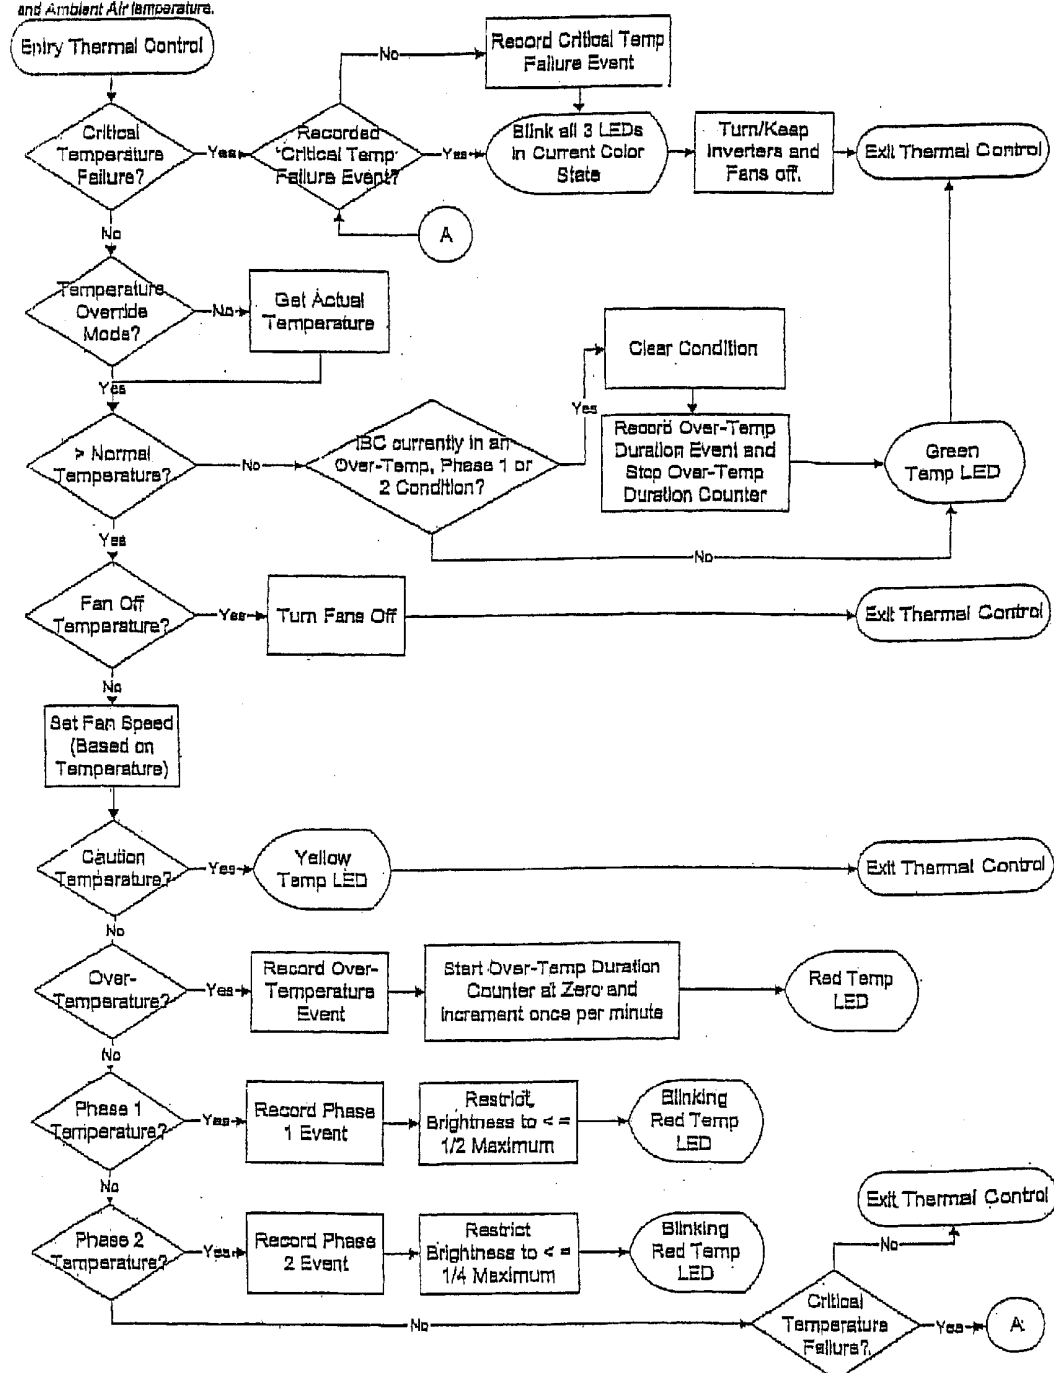 and Ambient Air temperature.
Entry Thermal Control
No
Record Critical Temp
Failure Event
Critical
Temperature
Failure?
Yes
Recorded
'Critical Temp'
Failure Event?
Yes
Blink all 3 LEDs
in Current Color
State
Turn/Keep
Inverters and
Fans off.
Exit Thermal Control
No
A
Temperature
Override
Mode?
No
Get Actual
Temperature
Clear Condition
Yes
Yes
> Normal
Temperature?
No
IBC currently in an
Over-Temp, Phase 1 or
2 Condition?
Record Over-Temp
Duration Event and
Stop Over-Temp
Duration Counter
Green
Temp LED
Yes
No
Fan Off
Temperature?
Yes
Turn Fans Off
Exit Thermal Control
No
Set Fan Speed
(Based on
Temperature)
Caution
Temperature?
Yes
Yellow
Temp LED
Exit Thermal Control
No
Over-
Temperature?
Yes
Record Over-
Temperature
Event
Start Over-Temp Duration
Counter at Zero and
increment once per minute
Red Temp
LED
No
Phase 1
Temperature?
Yes
Record Phase
1 Event
Restrict
Brightness to < =
1/2 Maximum
Blinking
Red Temp
LED
No
Exit Thermal Control
Phase 2
Temperature?
Yes
Record Phase
2 Event
Restrict
Brightness to < =
1/4 Maximum
Blinking
Red Temp
LED
No
No
Critical
Temperature
Failure?
Yes
A